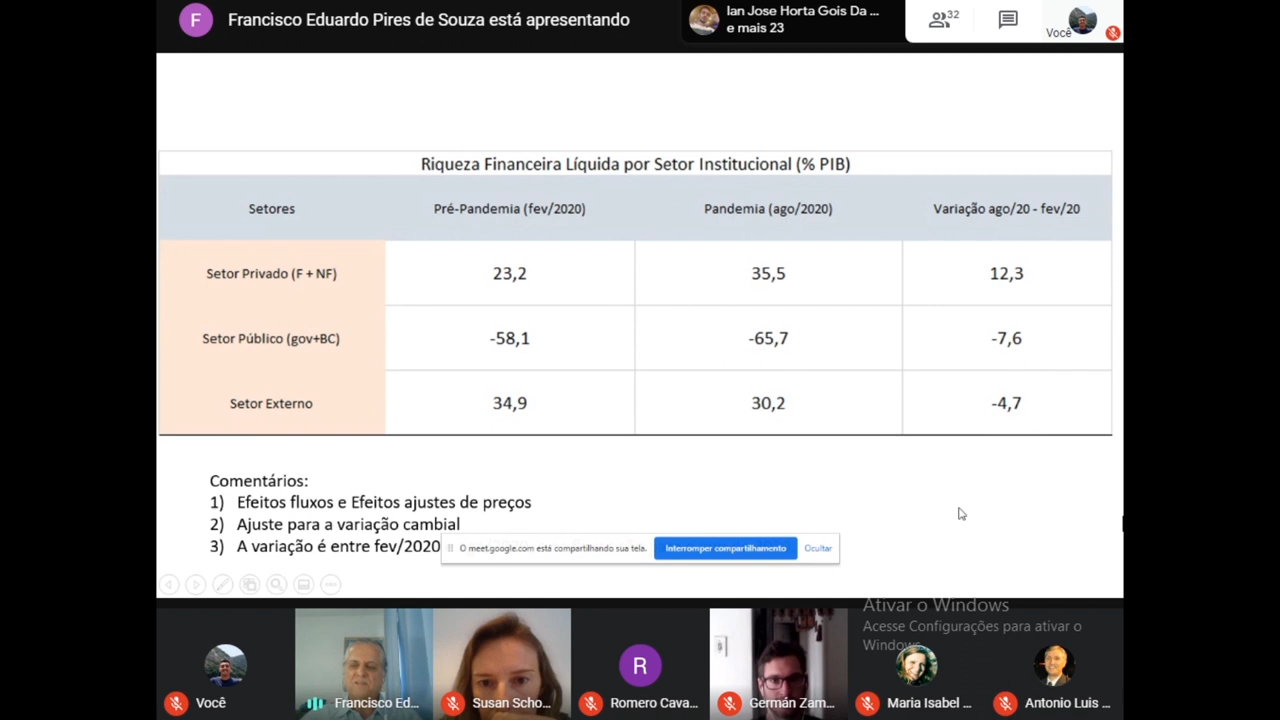 F
Francisco Eduardo Pires de Souza está apresentando
Ian Jose Horta Gois Da ...
e mais 23
32
Você
Riqueza Financeira Líquida por Setor Institucional (% PIB)
Setores Pré-Pandemia (fev/2020) Pandemia (ago/2020) Variação ago/20 - fev/20
Setor Privado (F + NF) 23,2 35,5 12,3
Setor Público (gov+BC) -58,1 -65,7 -7,6
Setor Externo 34,9 30,2 -4,7
Comentários:
1) Efeitos fluxos e Efeitos ajustes de preços
2) Ajuste para a variação cambial
3) A variação é entre fev/2020
O meet.google.com está compartilhando sua tela. Interromper compartilhamento Ocultar
Ativar o Windows
Acesse Configurações para ativar o
Windows.
R
Você Francisco Ed... Susan Scho... Romero Cava... Germán Zam... Maria Isabel ... Antonio Luis ...